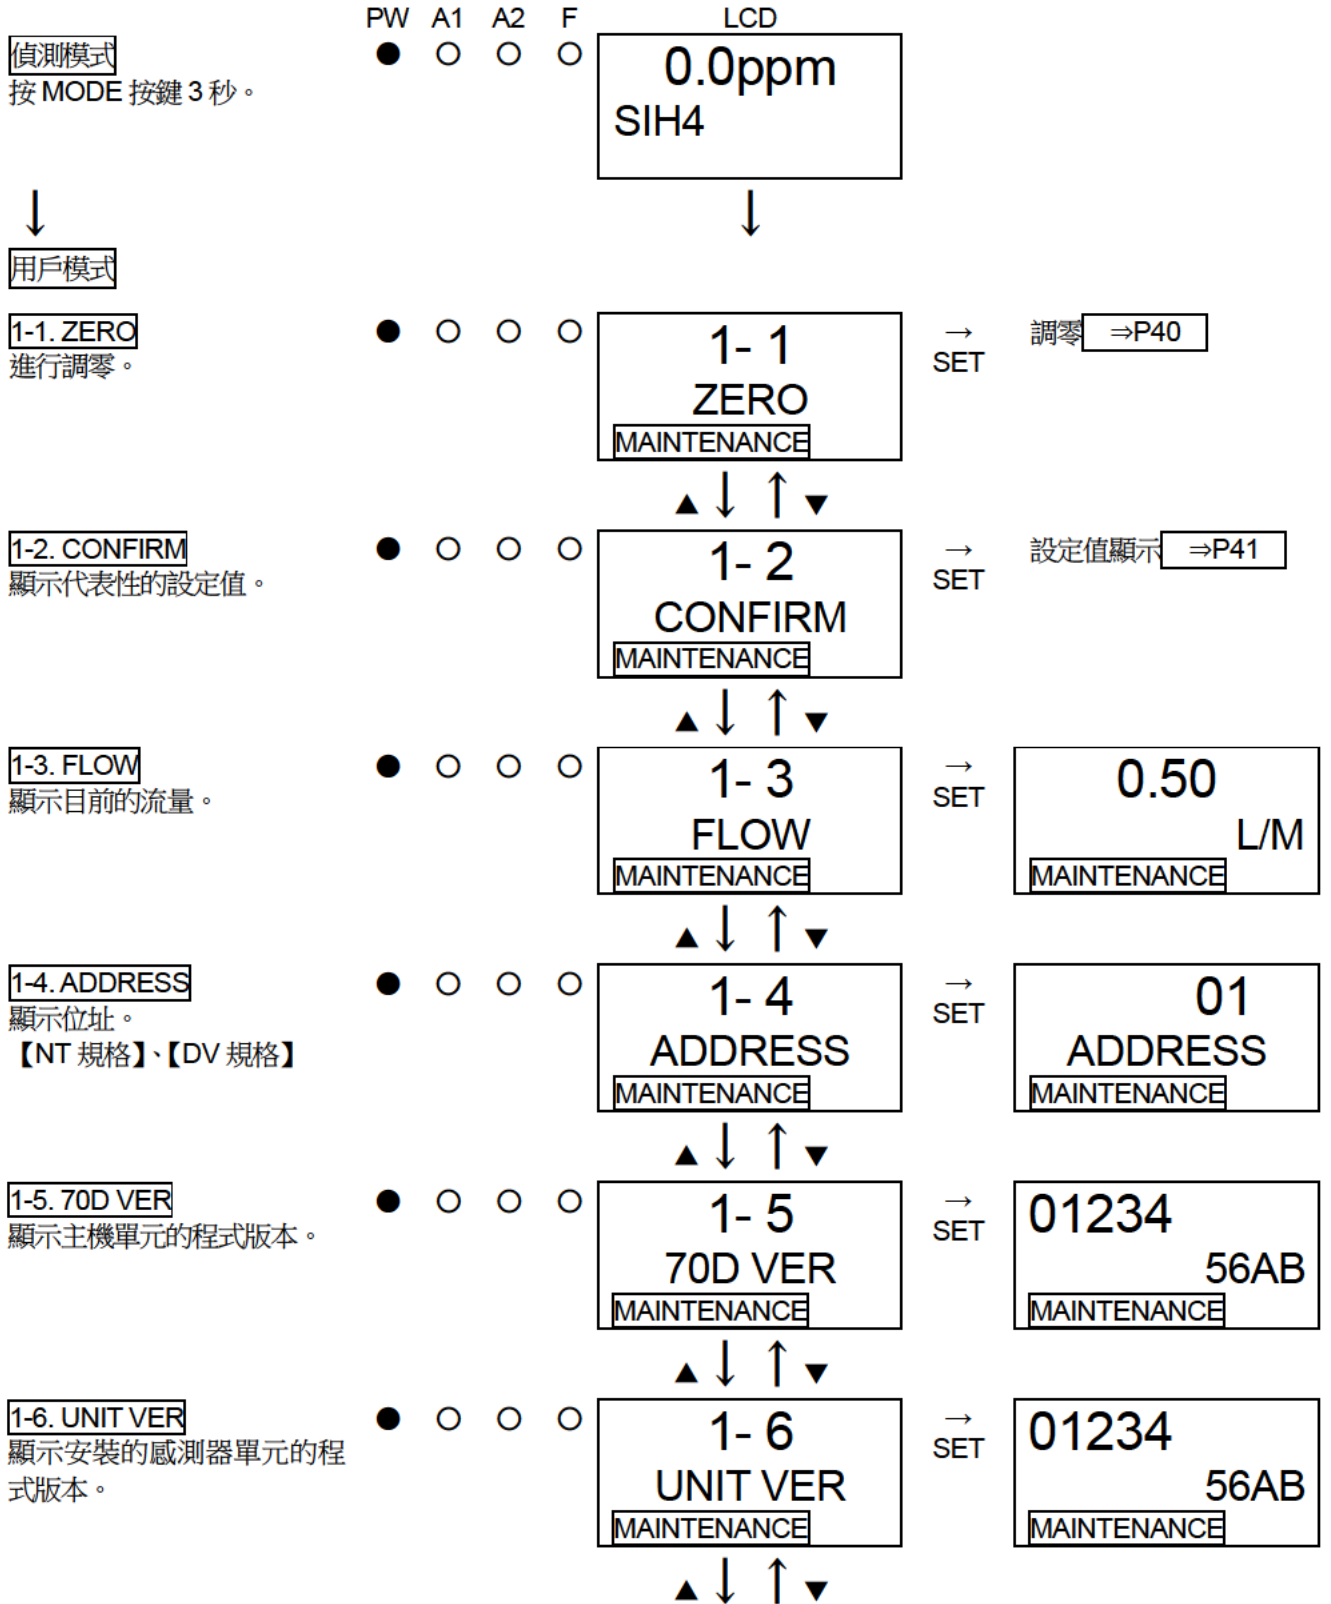 PW A1 A2 F LCD
偵測模式 ● ○ ○ ○ 0.0ppm
按 MODE 按鍵 3 秒。
SIH4
↓ ↓
用戶模式
1-1. ZERO ● ○ ○ ○ 1- 1 → 調零 ⇒P40
進行調零。 SET
ZERO
MAINTENANCE
▲ ↓ ↑ ▼
1-2. CONFIRM ● ○ ○ ○ 1- 2 → 設定值顯示 ⇒P41
顯示代表性的設定值。 SET
CONFIRM
MAINTENANCE
▲ ↓ ↑ ▼
1-3. FLOW ● ○ ○ ○ 1- 3 → 0.50
顯示目前的流量。 SET
FLOW L/M
MAINTENANCE MAINTENANCE
▲ ↓ ↑ ▼
1-4. ADDRESS ● ○ ○ ○ 1- 4 → 01
顯示位址。 SET
【NT 規格】、【DV 規格】 ADDRESS ADDRESS
MAINTENANCE MAINTENANCE
▲ ↓ ↑ ▼
1-5. 70D VER ● ○ ○ ○ 1- 5 → 01234
顯示主機單元的程式版本。 SET
70D VER 56AB
MAINTENANCE MAINTENANCE
▲ ↓ ↑ ▼
1-6. UNIT VER ● ○ ○ ○ 1- 6 → 01234
顯示安裝的感測器單元的程 SET
式版本。 UNIT VER 56AB
MAINTENANCE MAINTENANCE
▲ ↓ ↑ ▼